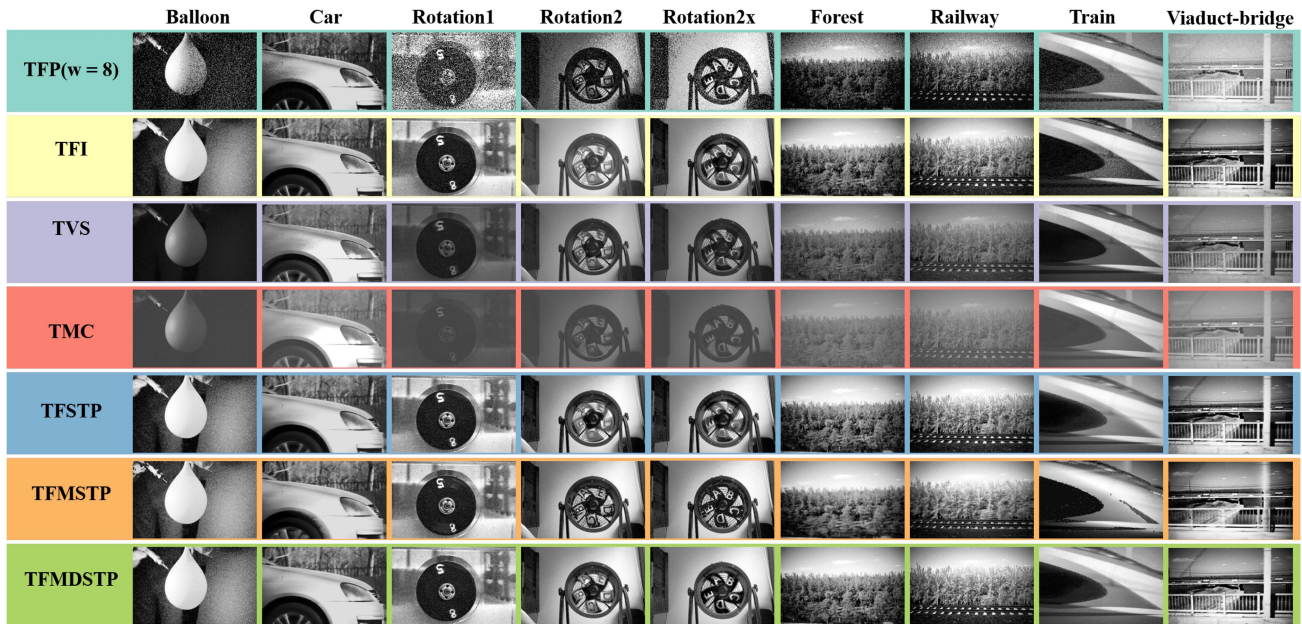 Balloon Car Rotation1 Rotation2 Rotation2x Forest Railway Train Viaduct-bridge
TFP(w = 8)
TFI
TVS
TMC
TFSTP
TFMSTP
TFMDSTP